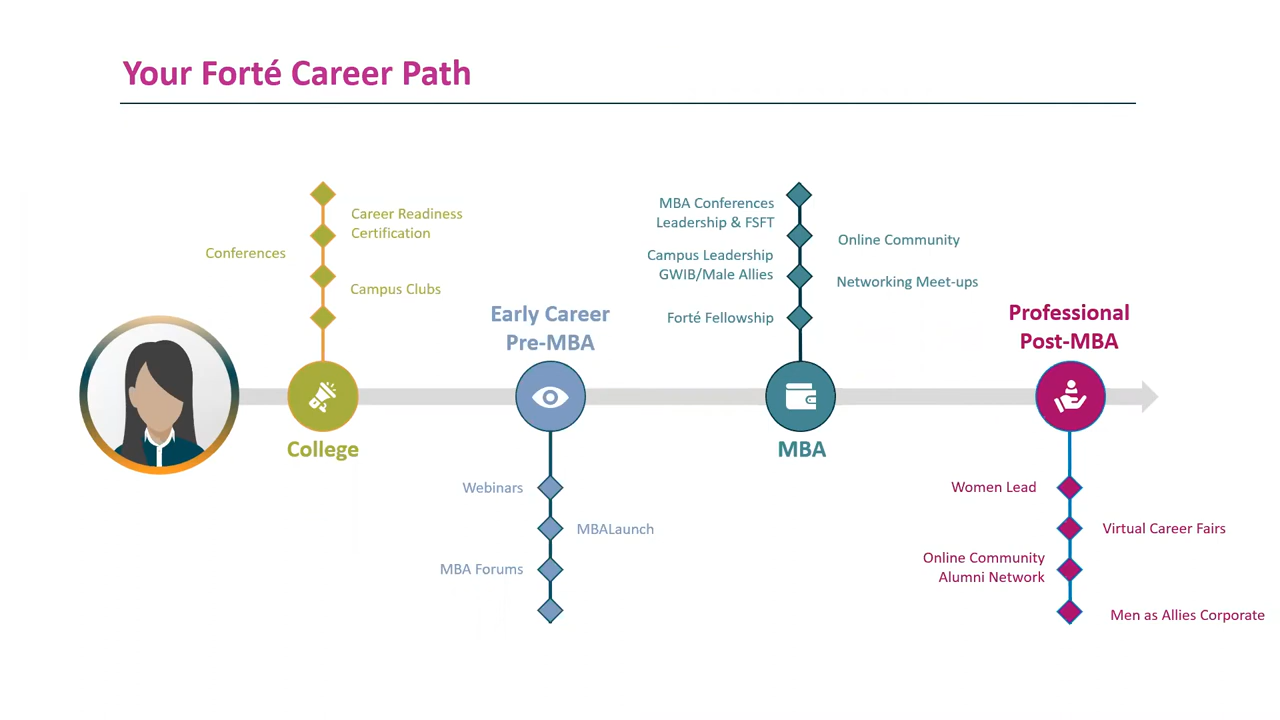 Your Forté Career Path
Career Readiness
Certification
Conferences
Campus Clubs
College
Early Career
Pre-MBA
Webinars
MBALaunch
MBA Forums
MBA Conferences
Leadership & FSFT
Online Community
Campus Leadership
GWIB/Male Allies
Networking Meet-ups
Forté Fellowship
MBA
Professional
Post-MBA
Women Lead
Virtual Career Fairs
Online Community
Alumni Network
Men as Allies Corporate